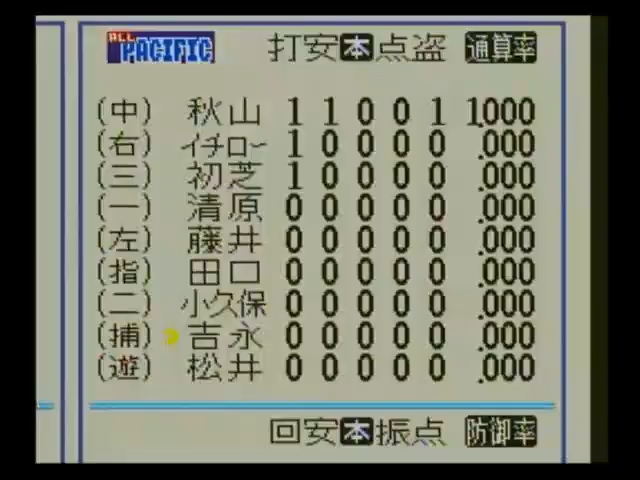 ALL PACIFIC 打安本点盗 通算率
(中) 秋山 1 1 0 0 1 1.000
(右) イチロー 1 0 0 0 0 .000
(三) 初芝 1 0 0 0 0 .000
(一) 清原 0 0 0 0 0 .000
(左) 藤井 0 0 0 0 0 .000
(指) 田口 0 0 0 0 0 .000
(二) 小久保 0 0 0 0 0 .000
(捕) 吉永 0 0 0 0 0 .000
(遊) 松井 0 0 0 0 0 .000
回安本振点 防御率